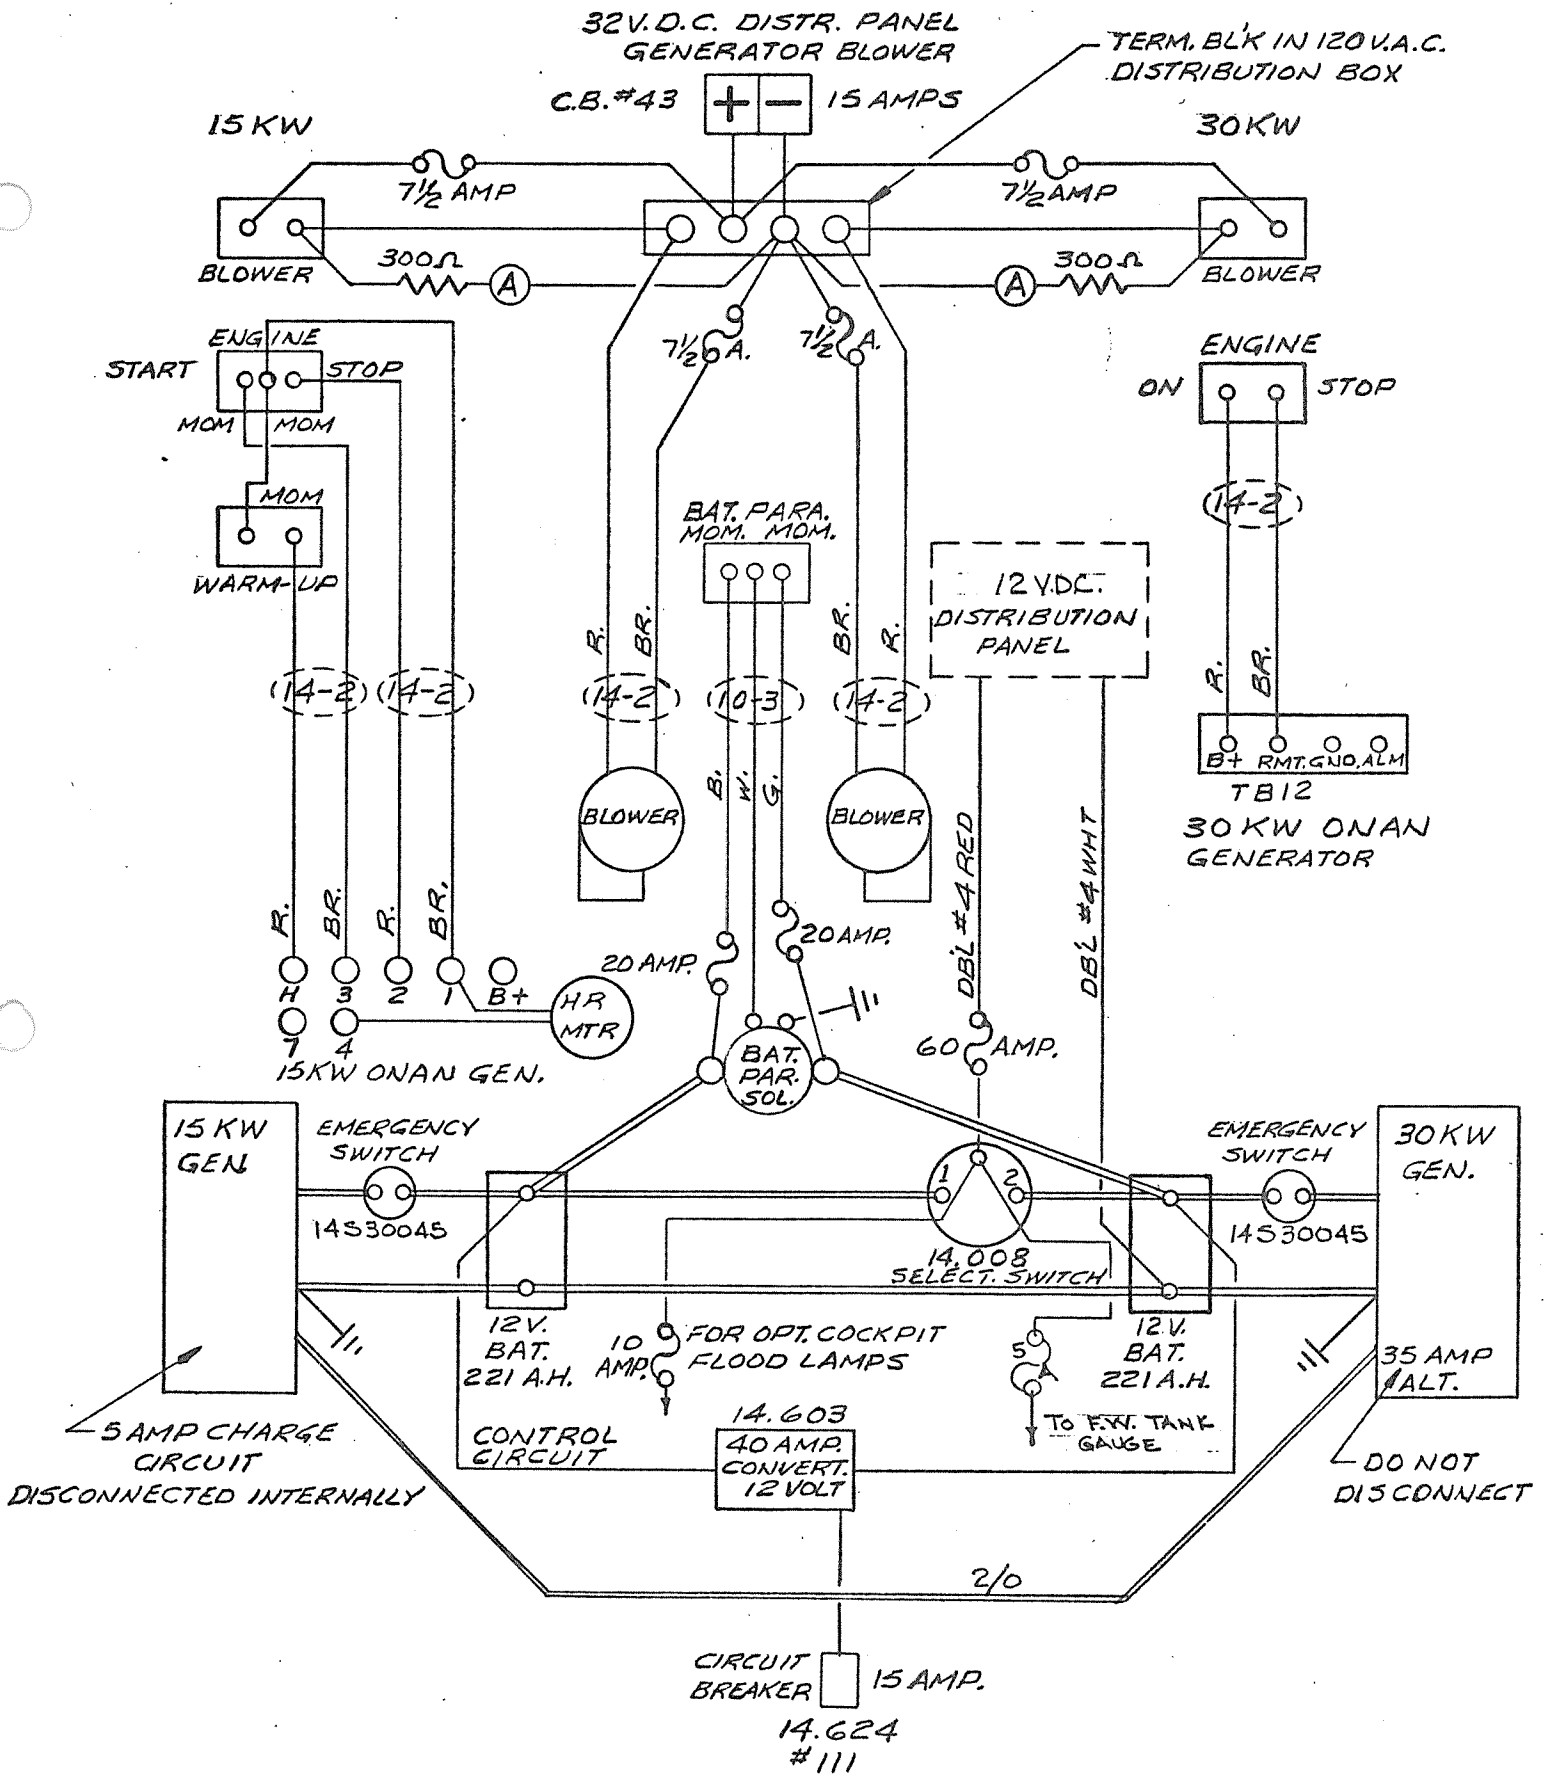 32V.D.C. DISTR. PANEL
GENERATOR BLOWER
TERM. BL'K IN 120 V.A.C.
DISTRIBUTION BOX
C.B. #43
+ −
15 AMPS
15 KW
30 KW
7½ AMP
7½ AMP
300Ω
A
300Ω
A
BLOWER
BLOWER
7½ A.
7½ A.
ENGINE
START
STOP
MOM
MOM
MOM
WARM-UP
ENGINE
ON
STOP
14-2
BAT. PARA.
MOM. MOM.
12 V.DC.
DISTRIBUTION
PANEL
R.
BR.
BR.
R.
R.
BR.
14-2
14-2
14-2
10-3
14-2
B+ RMT. GND. ALM
TB12
30 KW ONAN
GENERATOR
B.
W.
G.
BLOWER
BLOWER
DB'L #4 RED
DB'L #4 WHT
R.
BR.
R.
BR.
20 AMP.
20 AMP.
H 3 2 1 B+
7 4
HR
MTR
15KW ONAN GEN.
BAT.
PAR.
SOL.
60 AMP.
15 KW
GEN.
EMERGENCY
SWITCH
14S30045
1 2
14.008
SELECT. SWITCH
EMERGENCY
SWITCH
14S30045
30 KW
GEN.
12 V.
BAT.
221 A.H.
10
AMP.
FOR OPT. COCKPIT
FLOOD LAMPS
5
A
TO F.W. TANK
GAUGE
12 V.
BAT.
221 A.H.
35 AMP
ALT.
5 AMP CHARGE
CIRCUIT
DISCONNECTED INTERNALLY
CONTROL
CIRCUIT
14.603
40 AMP.
CONVERT.
12 VOLT
DO NOT
DISCONNECT
2/0
CIRCUIT
BREAKER
15 AMP.
14.624
#111